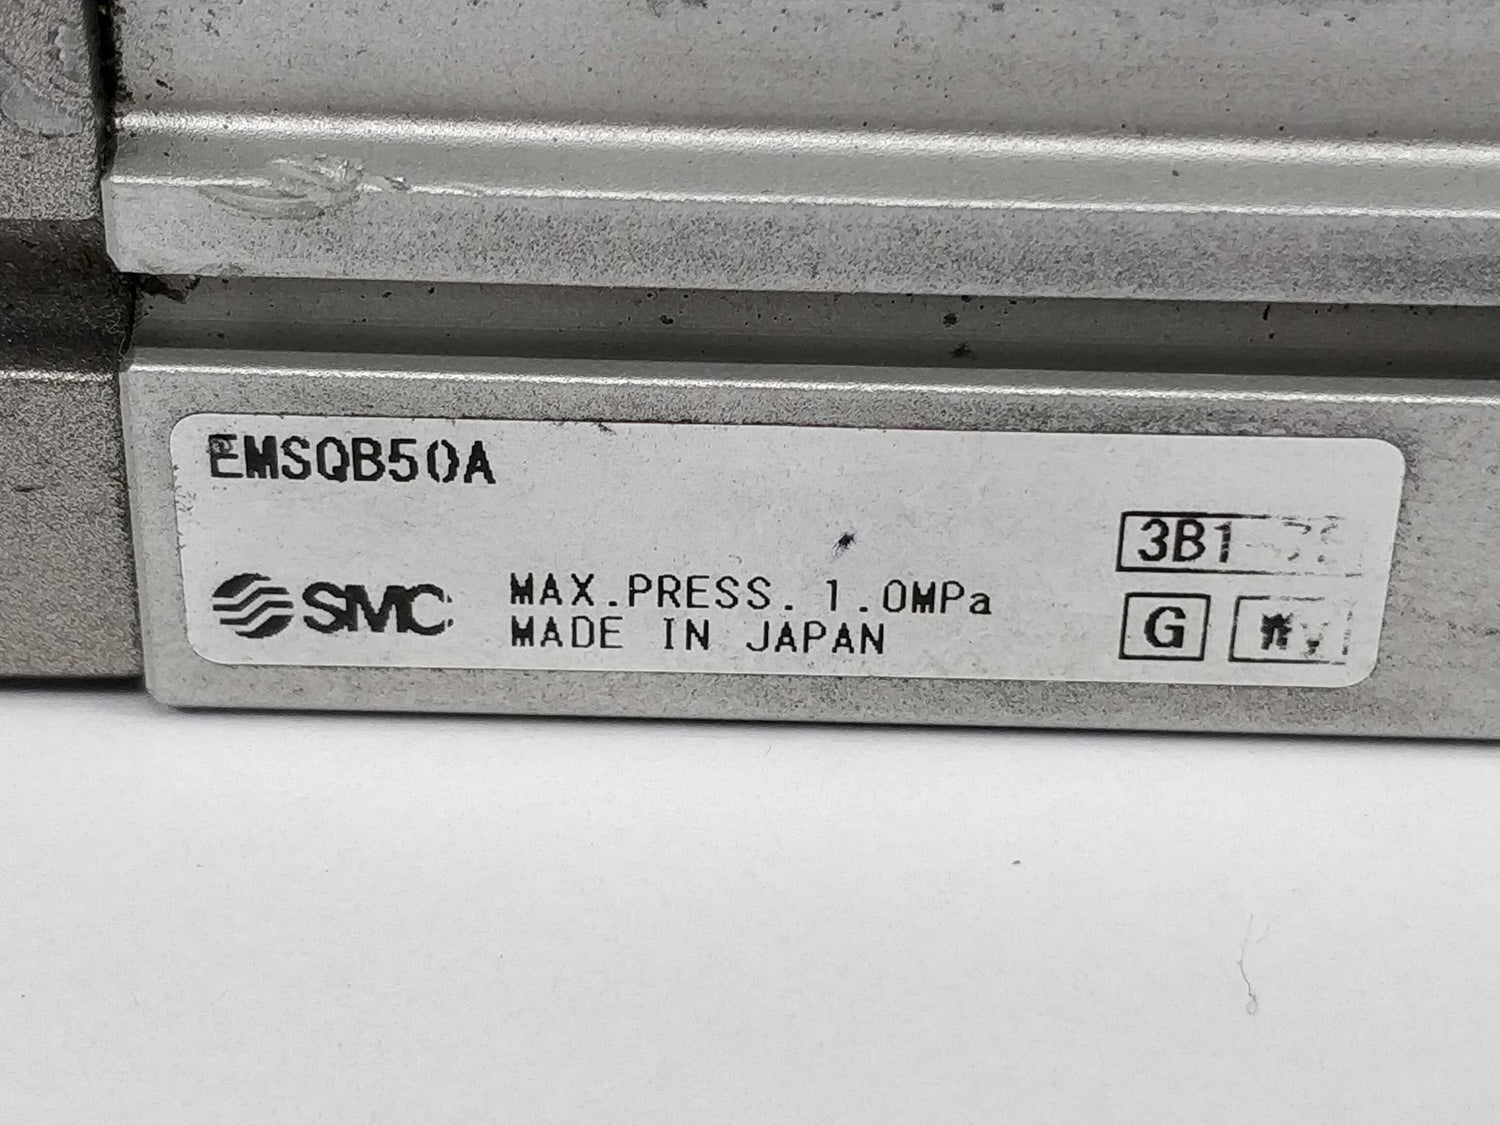 EMSQB50A
3B1
SMC MAX.PRESS. 1.0MPa
MADE IN JAPAN
G